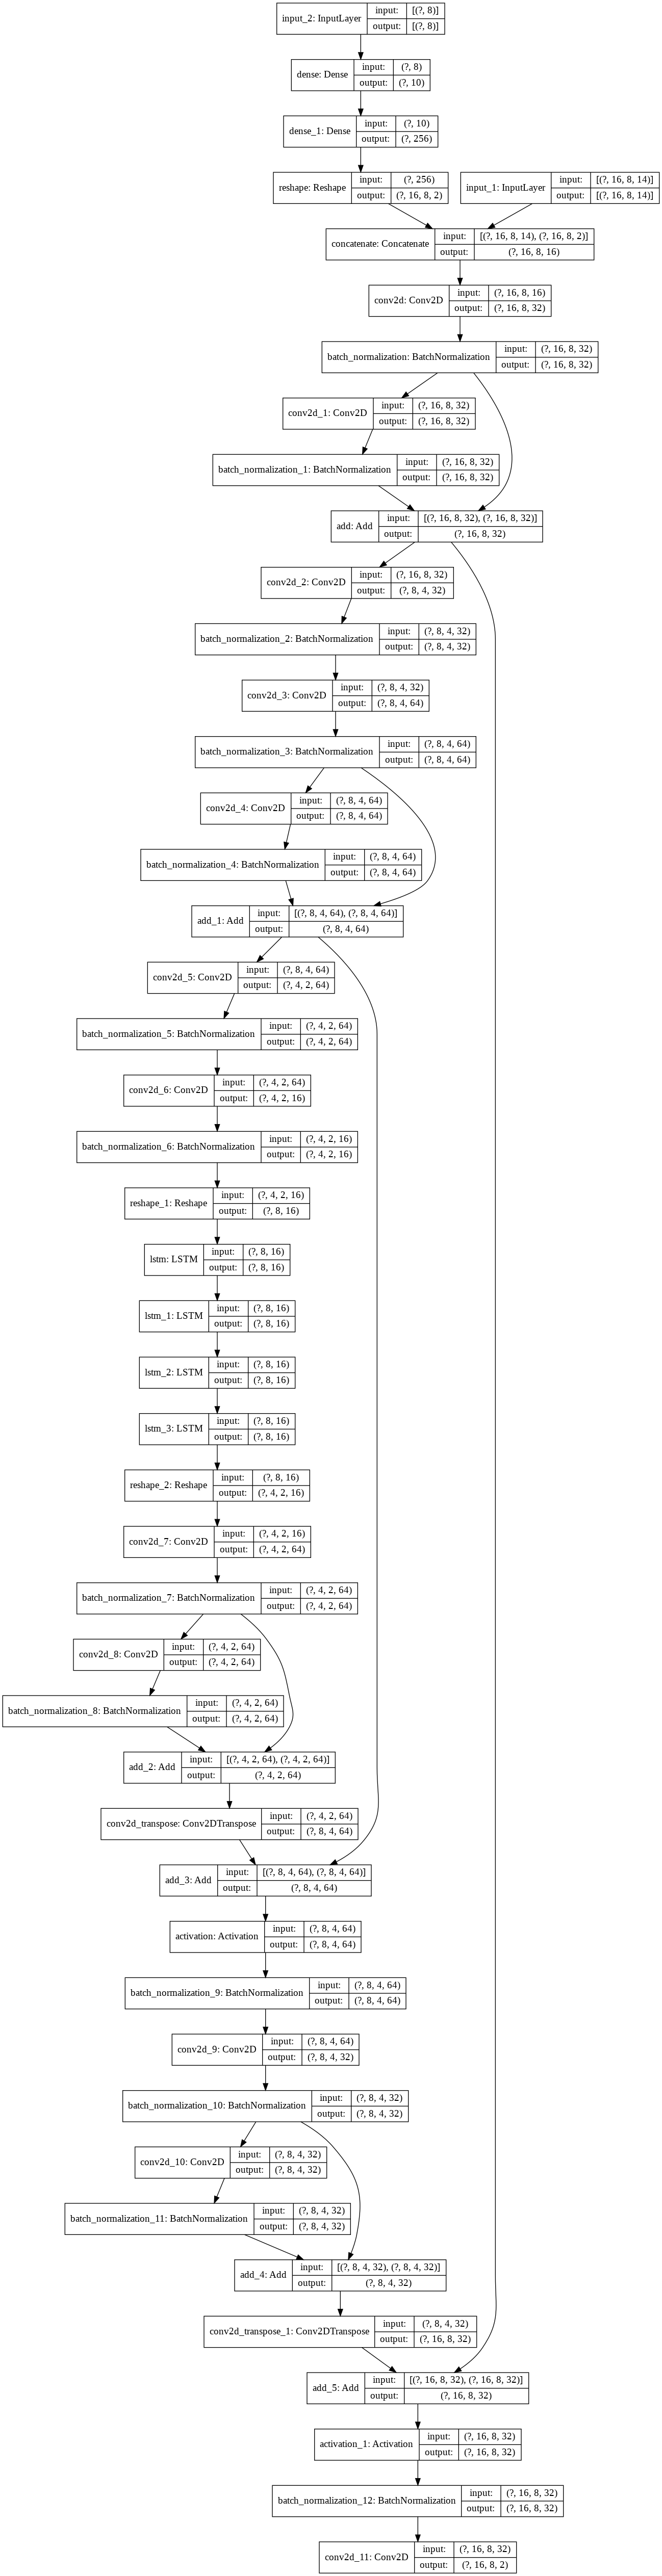 input_2: InputLayer
input: [(?, 8)]
output: [(?, 8)]
dense: Dense
input: (?, 8)
output: (?, 10)
dense_1: Dense
input: (?, 10)
output: (?, 256)
reshape: Reshape
input: (?, 256)
output: (?, 16, 8, 2)
input_1: InputLayer
input: [(?, 16, 8, 14)]
output: [(?, 16, 8, 14)]
concatenate: Concatenate
input: [(?, 16, 8, 14), (?, 16, 8, 2)]
output: (?, 16, 8, 16)
conv2d: Conv2D
input: (?, 16, 8, 16)
output: (?, 16, 8, 32)
batch_normalization: BatchNormalization
input: (?, 16, 8, 32)
output: (?, 16, 8, 32)
conv2d_1: Conv2D
input: (?, 16, 8, 32)
output: (?, 16, 8, 32)
batch_normalization_1: BatchNormalization
input: (?, 16, 8, 32)
output: (?, 16, 8, 32)
add: Add
input: [(?, 16, 8, 32), (?, 16, 8, 32)]
output: (?, 16, 8, 32)
conv2d_2: Conv2D
input: (?, 16, 8, 32)
output: (?, 8, 4, 32)
batch_normalization_2: BatchNormalization
input: (?, 8, 4, 32)
output: (?, 8, 4, 32)
conv2d_3: Conv2D
input: (?, 8, 4, 32)
output: (?, 8, 4, 64)
batch_normalization_3: BatchNormalization
input: (?, 8, 4, 64)
output: (?, 8, 4, 64)
conv2d_4: Conv2D
input: (?, 8, 4, 64)
output: (?, 8, 4, 64)
batch_normalization_4: BatchNormalization
input: (?, 8, 4, 64)
output: (?, 8, 4, 64)
add_1: Add
input: [(?, 8, 4, 64), (?, 8, 4, 64)]
output: (?, 8, 4, 64)
conv2d_5: Conv2D
input: (?, 8, 4, 64)
output: (?, 4, 2, 64)
batch_normalization_5: BatchNormalization
input: (?, 4, 2, 64)
output: (?, 4, 2, 64)
conv2d_6: Conv2D
input: (?, 4, 2, 64)
output: (?, 4, 2, 16)
batch_normalization_6: BatchNormalization
input: (?, 4, 2, 16)
output: (?, 4, 2, 16)
reshape_1: Reshape
input: (?, 4, 2, 16)
output: (?, 8, 16)
lstm: LSTM
input: (?, 8, 16)
output: (?, 8, 16)
lstm_1: LSTM
input: (?, 8, 16)
output: (?, 8, 16)
lstm_2: LSTM
input: (?, 8, 16)
output: (?, 8, 16)
lstm_3: LSTM
input: (?, 8, 16)
output: (?, 8, 16)
reshape_2: Reshape
input: (?, 8, 16)
output: (?, 4, 2, 16)
conv2d_7: Conv2D
input: (?, 4, 2, 16)
output: (?, 4, 2, 64)
batch_normalization_7: BatchNormalization
input: (?, 4, 2, 64)
output: (?, 4, 2, 64)
conv2d_8: Conv2D
input: (?, 4, 2, 64)
output: (?, 4, 2, 64)
batch_normalization_8: BatchNormalization
input: (?, 4, 2, 64)
output: (?, 4, 2, 64)
add_2: Add
input: [(?, 4, 2, 64), (?, 4, 2, 64)]
output: (?, 4, 2, 64)
conv2d_transpose: Conv2DTranspose
input: (?, 4, 2, 64)
output: (?, 8, 4, 64)
add_3: Add
input: [(?, 8, 4, 64), (?, 8, 4, 64)]
output: (?, 8, 4, 64)
activation: Activation
input: (?, 8, 4, 64)
output: (?, 8, 4, 64)
batch_normalization_9: BatchNormalization
input: (?, 8, 4, 64)
output: (?, 8, 4, 64)
conv2d_9: Conv2D
input: (?, 8, 4, 64)
output: (?, 8, 4, 32)
batch_normalization_10: BatchNormalization
input: (?, 8, 4, 32)
output: (?, 8, 4, 32)
conv2d_10: Conv2D
input: (?, 8, 4, 32)
output: (?, 8, 4, 32)
batch_normalization_11: BatchNormalization
input: (?, 8, 4, 32)
output: (?, 8, 4, 32)
add_4: Add
input: [(?, 8, 4, 32), (?, 8, 4, 32)]
output: (?, 8, 4, 32)
conv2d_transpose_1: Conv2DTranspose
input: (?, 8, 4, 32)
output: (?, 16, 8, 32)
add_5: Add
input: [(?, 16, 8, 32), (?, 16, 8, 32)]
output: (?, 16, 8, 32)
activation_1: Activation
input: (?, 16, 8, 32)
output: (?, 16, 8, 32)
batch_normalization_12: BatchNormalization
input: (?, 16, 8, 32)
output: (?, 16, 8, 32)
conv2d_11: Conv2D
input: (?, 16, 8, 32)
output: (?, 16, 8, 2)